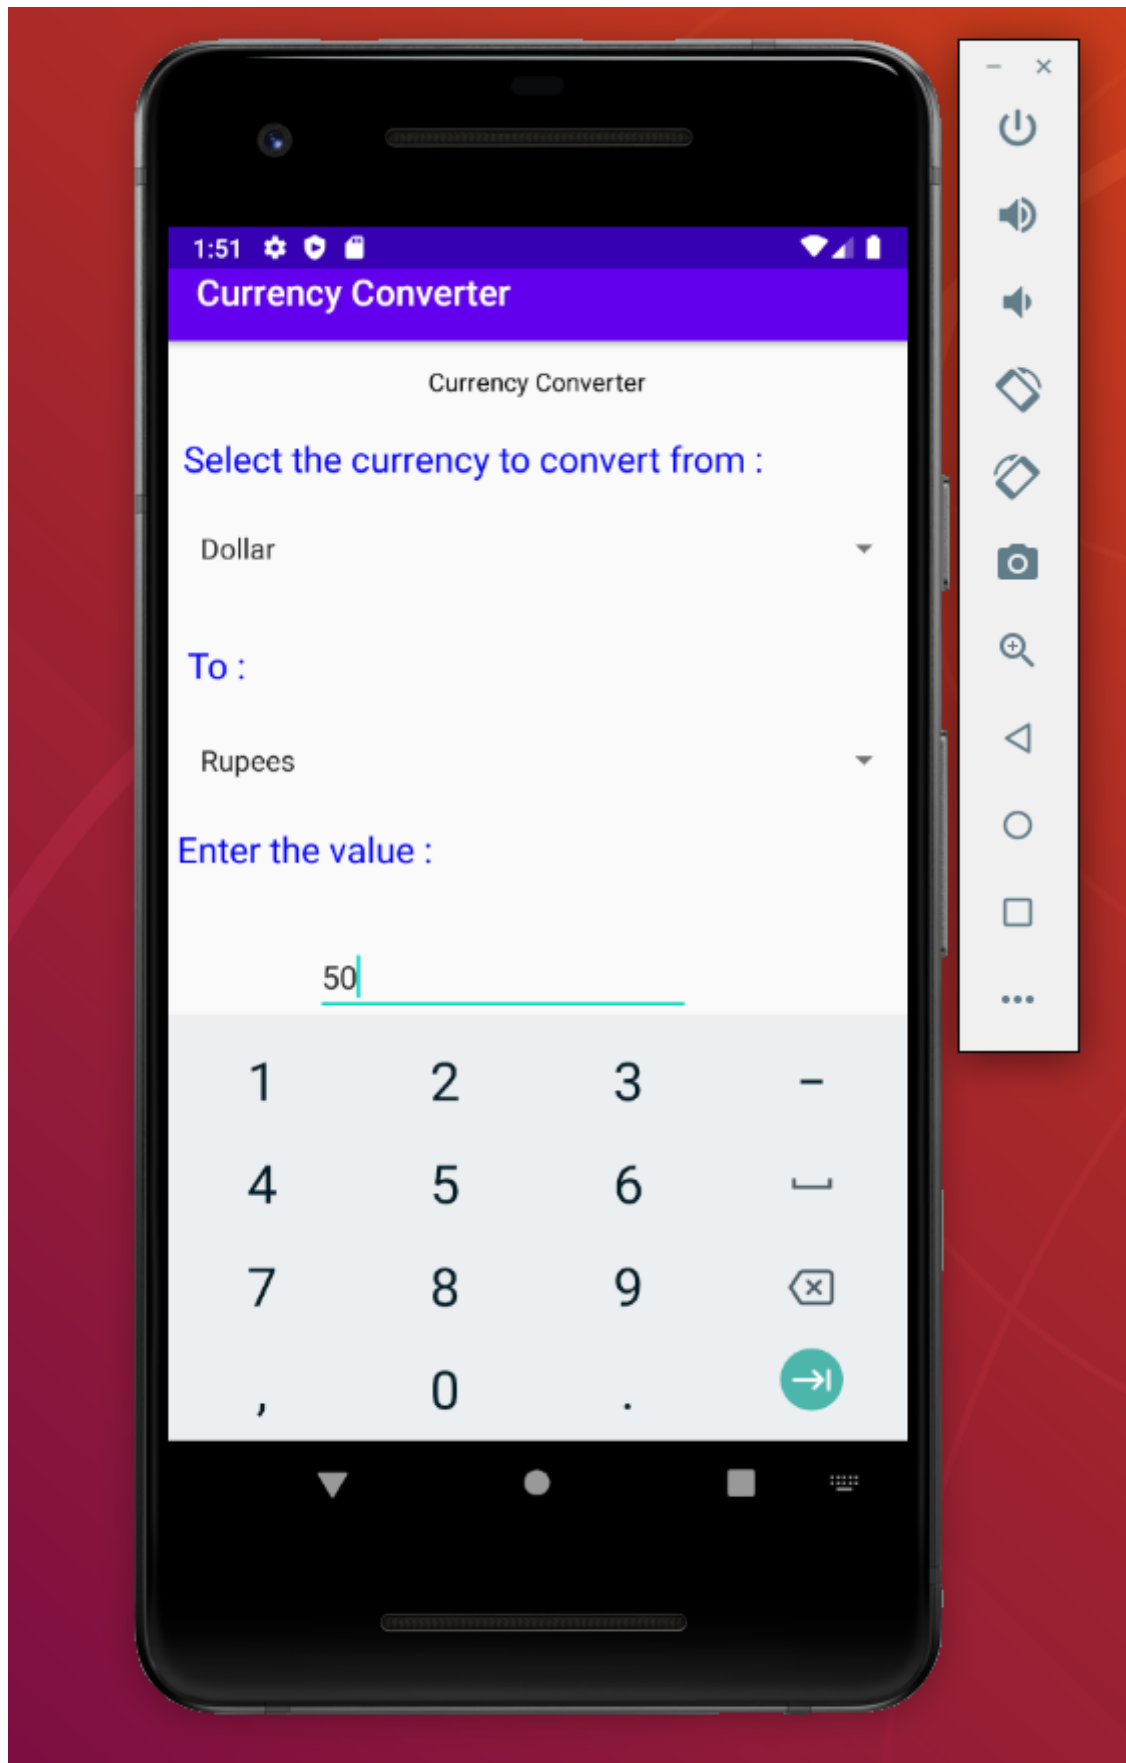 1:51
Currency Converter
Currency Converter
Select the currency to convert from :
Dollar
To :
Rupees
Enter the value :
50
1 2 3 –
4 5 6
7 8 9
, 0 .